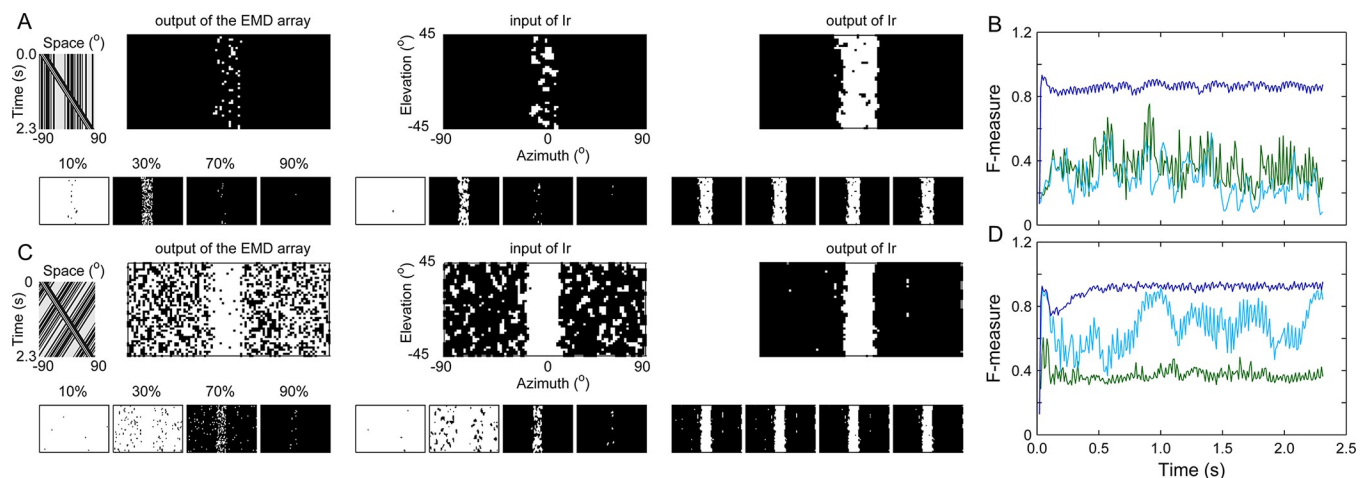 A
output of the EMD array
input of Ir
output of Ir
Space (o)
0.0
Time (s)
2.3
-90 90
Elevation (o)
45
-45
-90 0 90
Azimuth (o)
10% 30% 70% 90%
B
1.2
0.8
0.4
0
F-measure
C
output of the EMD array
input of Ir
output of Ir
Space (o)
0
Time (s)
2.3
-90 90
Elevation (o)
45
-45
-90 0 90
Azimuth (o)
10% 30% 70% 90%
D
1.2
0.8
0.4
0
F-measure
0.0 0.5 1.0 1.5 2.0 2.5
Time (s)